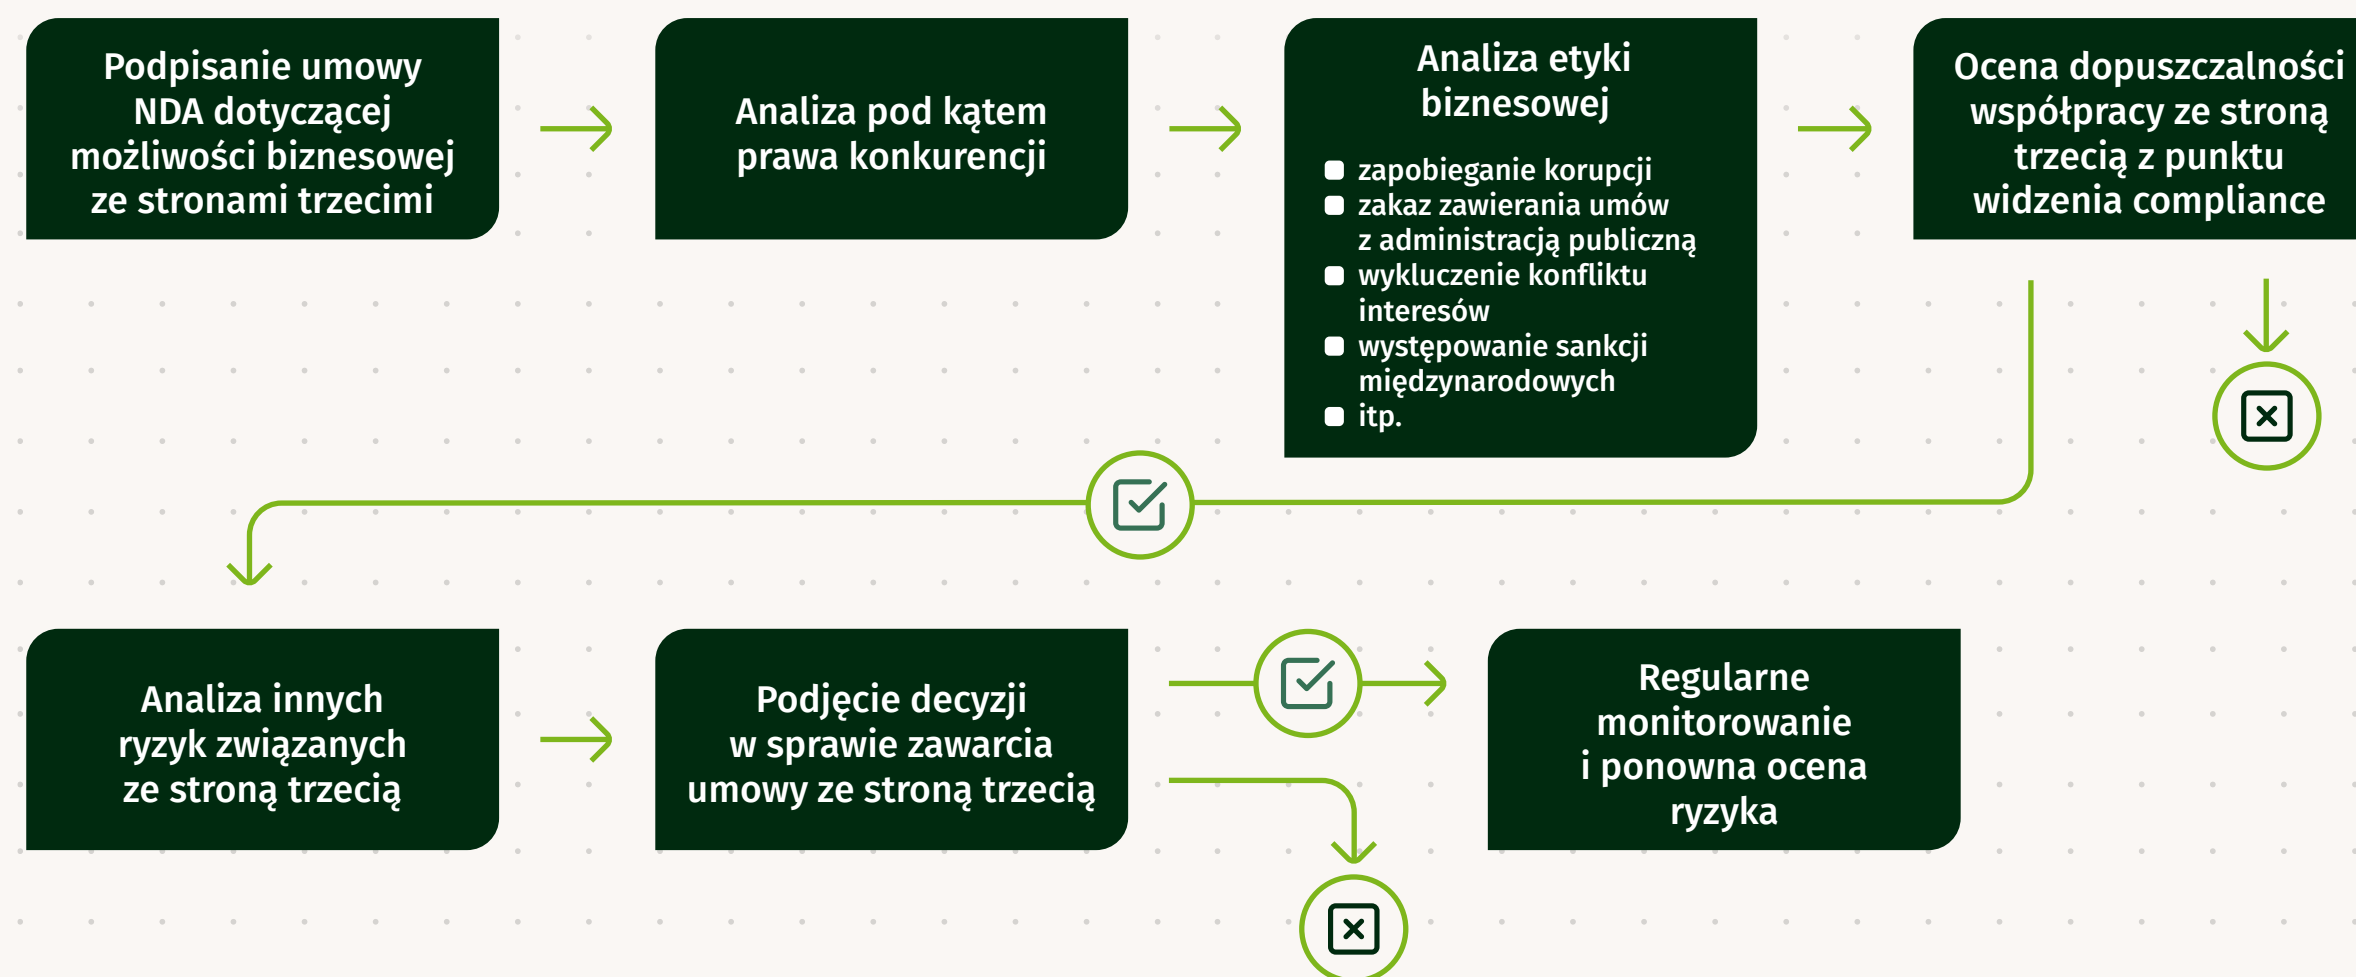 Podpisanie umowy
NDA dotyczącej
możliwości biznesowej
ze stronami trzecimi
Analiza pod kątem
prawa konkurencji
Analiza etyki
biznesowej
zapobieganie korupcji
zakaz zawierania umów
z administracją publiczną
wykluczenie konfliktu
interesów
występowanie sankcji
międzynarodowych
itp.
Ocena dopuszczalności
współpracy ze stroną
trzecią z punktu
widzenia compliance
Analiza innych
ryzyk związanych
ze stroną trzecią
Podjęcie decyzji
w sprawie zawarcia
umowy ze stroną trzecią
Regularne
monitorowanie
i ponowna ocena
ryzyka